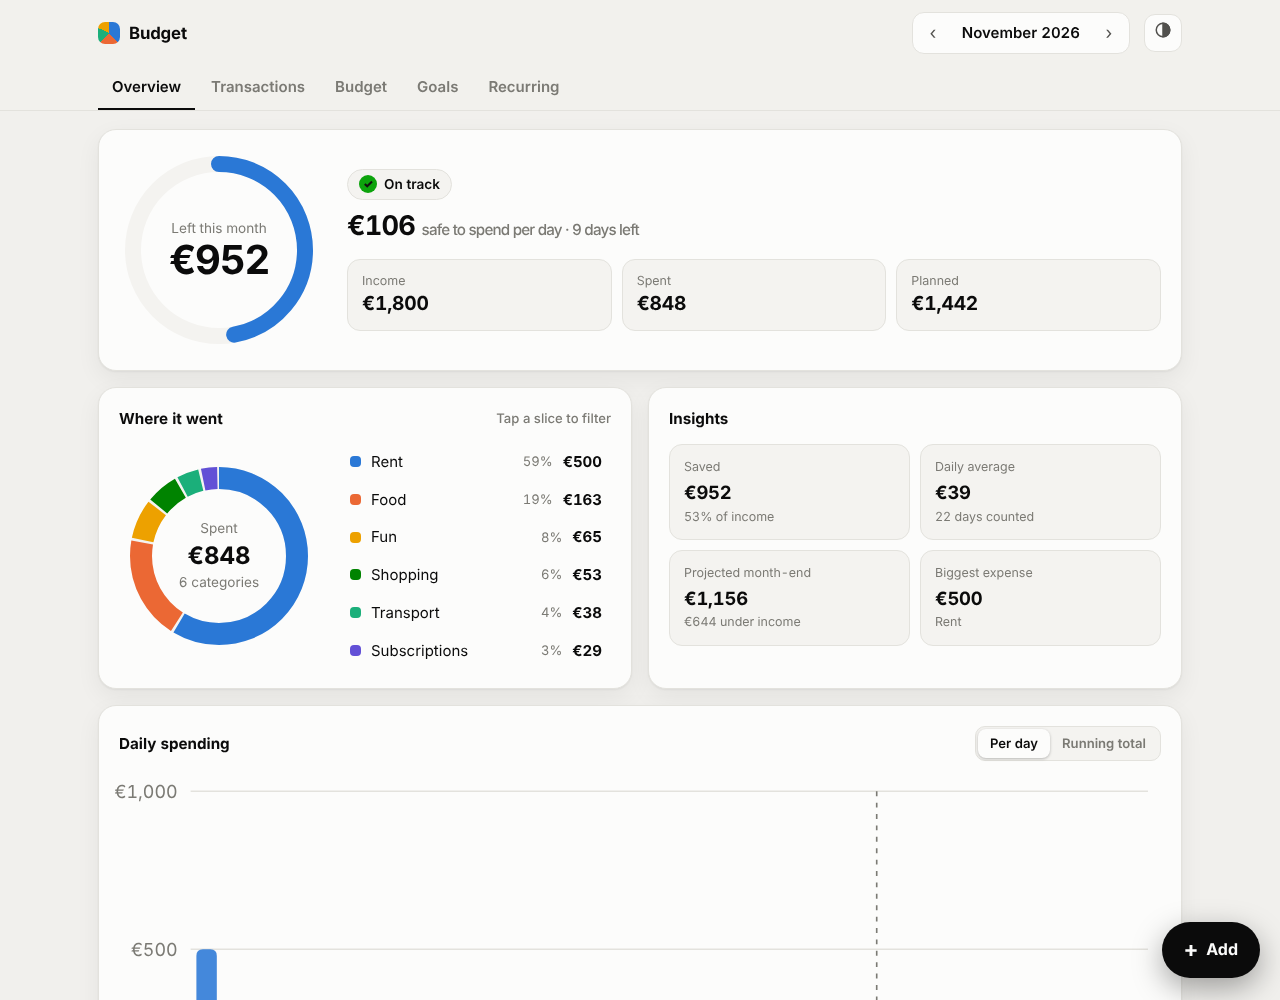 Budget
‹ November 2026 ›
Overview Transactions Budget Goals Recurring
Left this month
€952
On track
€106 safe to spend per day · 9 days left
Income
€1,800
Spent
€848
Planned
€1,442
Where it went
Tap a slice to filter
Spent
€848
6 categories
Rent 59% €500
Food 19% €163
Fun 8% €65
Shopping 6% €53
Transport 4% €38
Subscriptions 3% €29
Insights
Saved
€952
53% of income
Daily average
€39
22 days counted
Projected month-end
€1,156
€644 under income
Biggest expense
€500
Rent
Daily spending
Per day Running total
€1,000
€500
+ Add